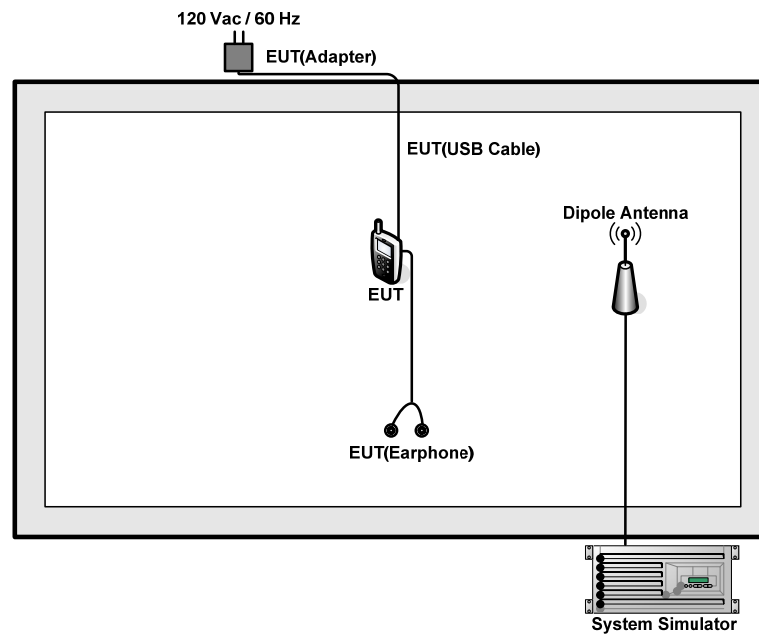 120 Vac / 60 Hz
EUT(Adapter)
EUT(USB Cable)
Dipole Antenna
EUT
EUT(Earphone)
System Simulator